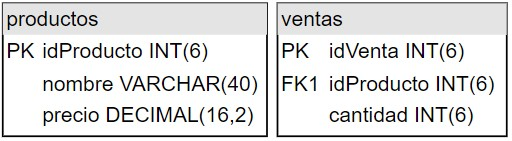 productos
PK idProducto INT(6)
nombre VARCHAR(40)
precio DECIMAL(16,2)
ventas
PK idVenta INT(6)
FK1 idProducto INT(6)
cantidad INT(6)